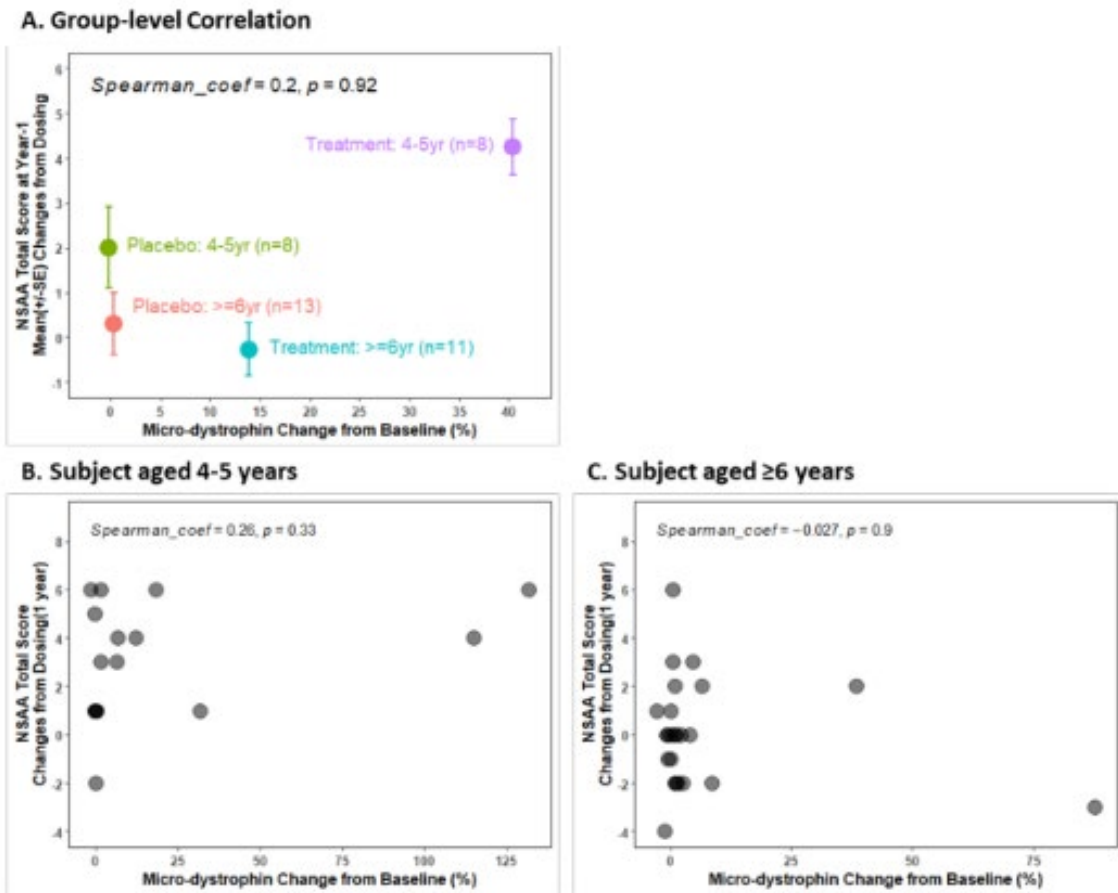 A. Group-level Correlation
Spearman_coef = 0.2, p = 0.92
NSAA Total Score at Year-1
Mean(+/-SE) Changes from Dosing
6
5
4
3
2
1
0
-1
Treatment: 4-5yr (n=8)
Placebo: 4-5yr (n=8)
Placebo: >=6yr (n=13)
Treatment: >=6yr (n=11)
0 5 10 15 20 25 30 35 40
Micro-dystrophin Change from Baseline (%)
B. Subject aged 4-5 years
Spearman_coef = 0.26, p = 0.33
NSAA Total Score
Changes from Dosing(1 year)
8
6
4
2
0
-2
-4
0 25 50 75 100 125
Micro-dystrophin Change from Baseline (%)
C. Subject aged ≥6 years
Spearman_coef = −0.027, p = 0.9
NSAA Total Score
Changes from Dosing(1 year)
8
6
4
2
0
-2
-4
0 25 50 75
Micro-dystrophin Change from Baseline (%)